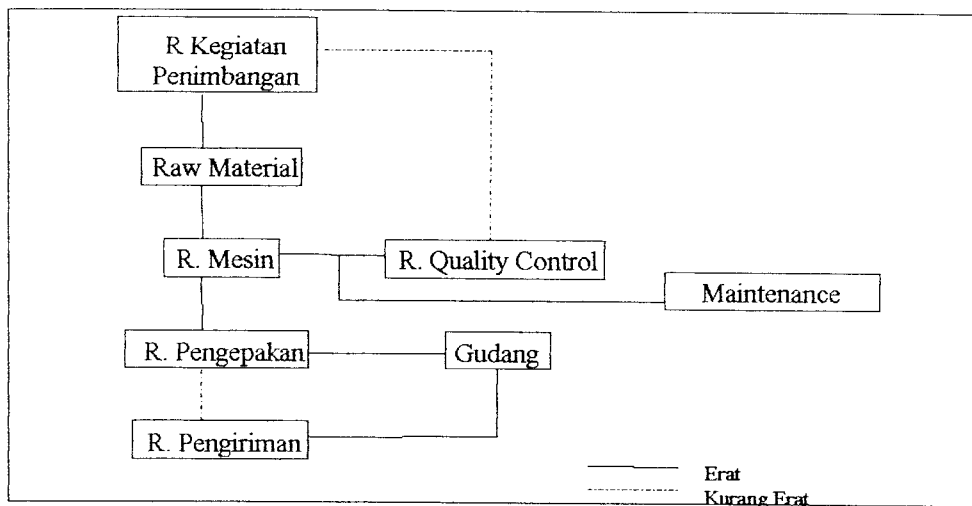 R Kegiatan
Penimbangan
Raw Material
R. Mesin
R. Quality Control
Maintenance
R. Pengepakan
Gudang
R. Pengiriman
Erat
Kurang Erat